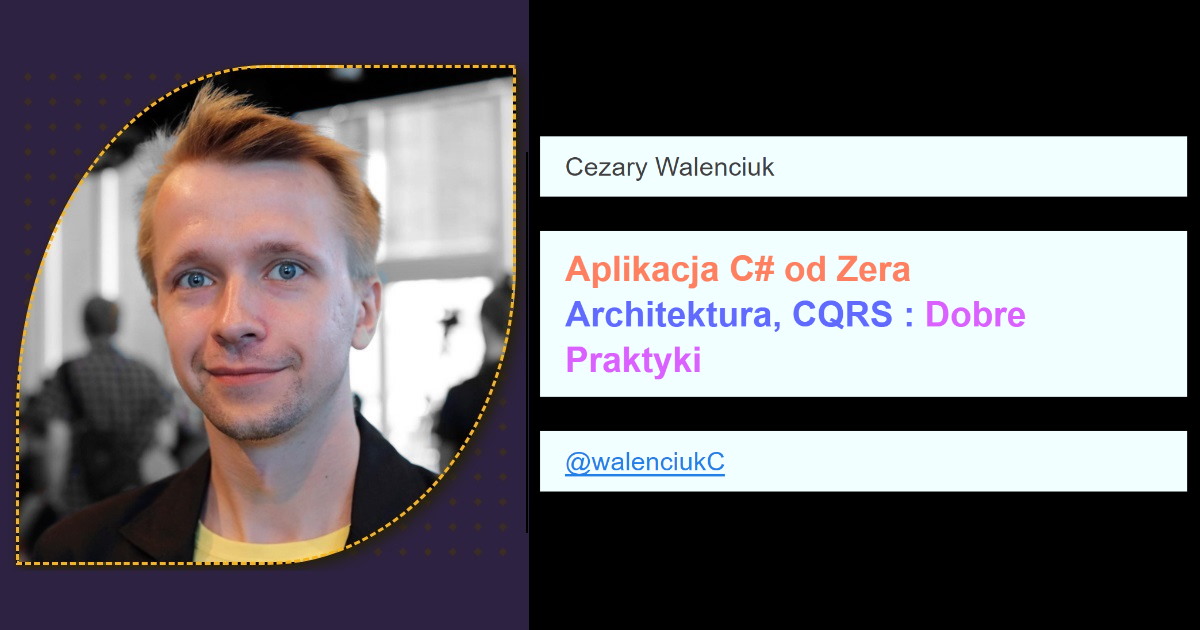 Cezary Walenciuk
Aplikacja C# od Zera
Architektura, CQRS : Dobre
Praktyki
@walenciukC